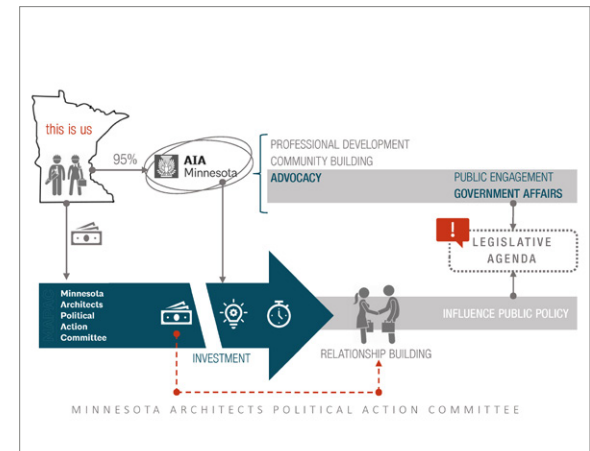 this is us
95%
AIA
Minnesota
PROFESSIONAL DEVELOPMENT
COMMUNITY BUILDING
ADVOCACY
PUBLIC ENGAGEMENT
GOVERNMENT AFFAIRS
!
LEGISLATIVE
AGENDA
Minnesota
Architects
Political
Action
Committee
INFLUENCE PUBLIC POLICY
INVESTMENT
RELATIONSHIP BUILDING
MINNESOTA ARCHITECTS POLITICAL ACTION COMMITTEE